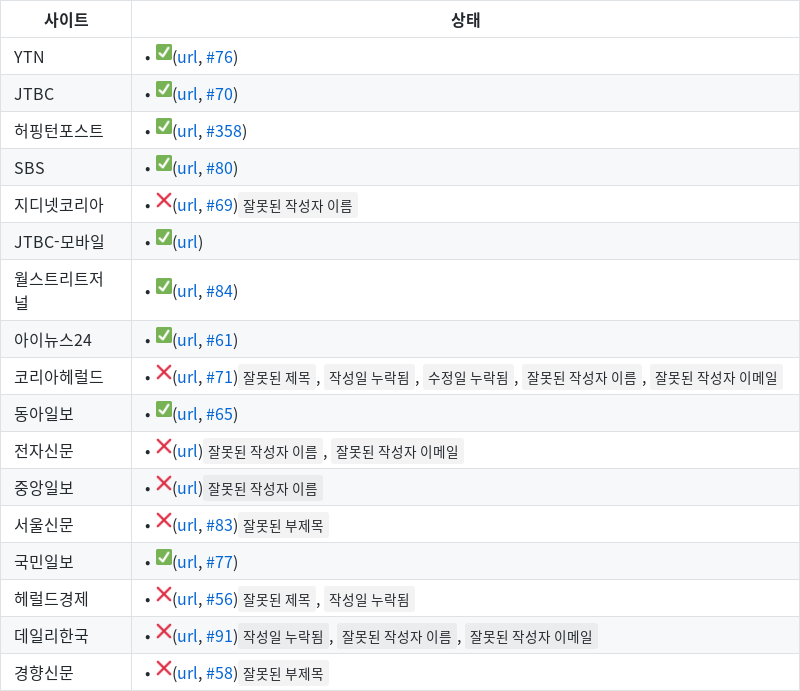 사이트 상태
YTN • ✅(url, #76)
JTBC • ✅(url, #70)
허핑턴포스트 • ✅(url, #358)
SBS • ✅(url, #80)
지디넷코리아 • ❌(url, #69) 잘못된 작성자 이름
JTBC-모바일 • ✅(url)
월스트리트저
널 • ✅(url, #84)
아이뉴스24 • ✅(url, #61)
코리아헤럴드 • ❌(url, #71) 잘못된 제목 , 작성일 누락됨 , 수정일 누락됨 , 잘못된 작성자 이름 , 잘못된 작성자 이메일
동아일보 • ✅(url, #65)
전자신문 • ❌(url) 잘못된 작성자 이름 , 잘못된 작성자 이메일
중앙일보 • ❌(url) 잘못된 작성자 이름
서울신문 • ❌(url, #83) 잘못된 부제목
국민일보 • ✅(url, #77)
헤럴드경제 • ❌(url, #56) 잘못된 제목 , 작성일 누락됨
데일리한국 • ❌(url, #91) 작성일 누락됨 , 잘못된 작성자 이름 , 잘못된 작성자 이메일
경향신문 • ❌(url, #58) 잘못된 부제목